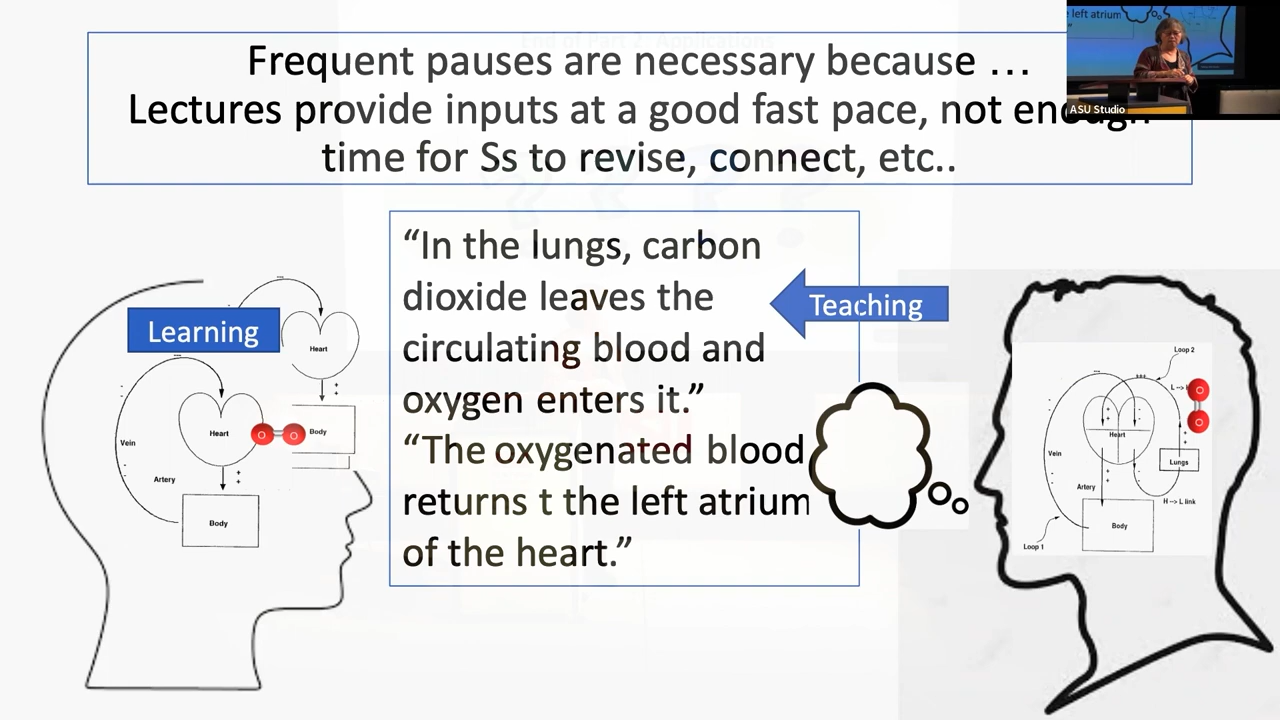 Frequent pauses are necessary because …
Lectures provide inputs at a good fast pace, not enough
time for Ss to revise, connect, etc..
e left atrium
ASU Studio
"In the lungs, carbon
dioxide leaves the
circulating blood and
oxygen enters it."
"The oxygenated blood
returns t the left atrium
of the heart."
Teaching
Learning
Heart
Body
Vein
Heart
O
O
Artery
Body
Loop 2
O
O
Heart
Vein
Lungs
Artery
H --> L link
Body
Loop 1